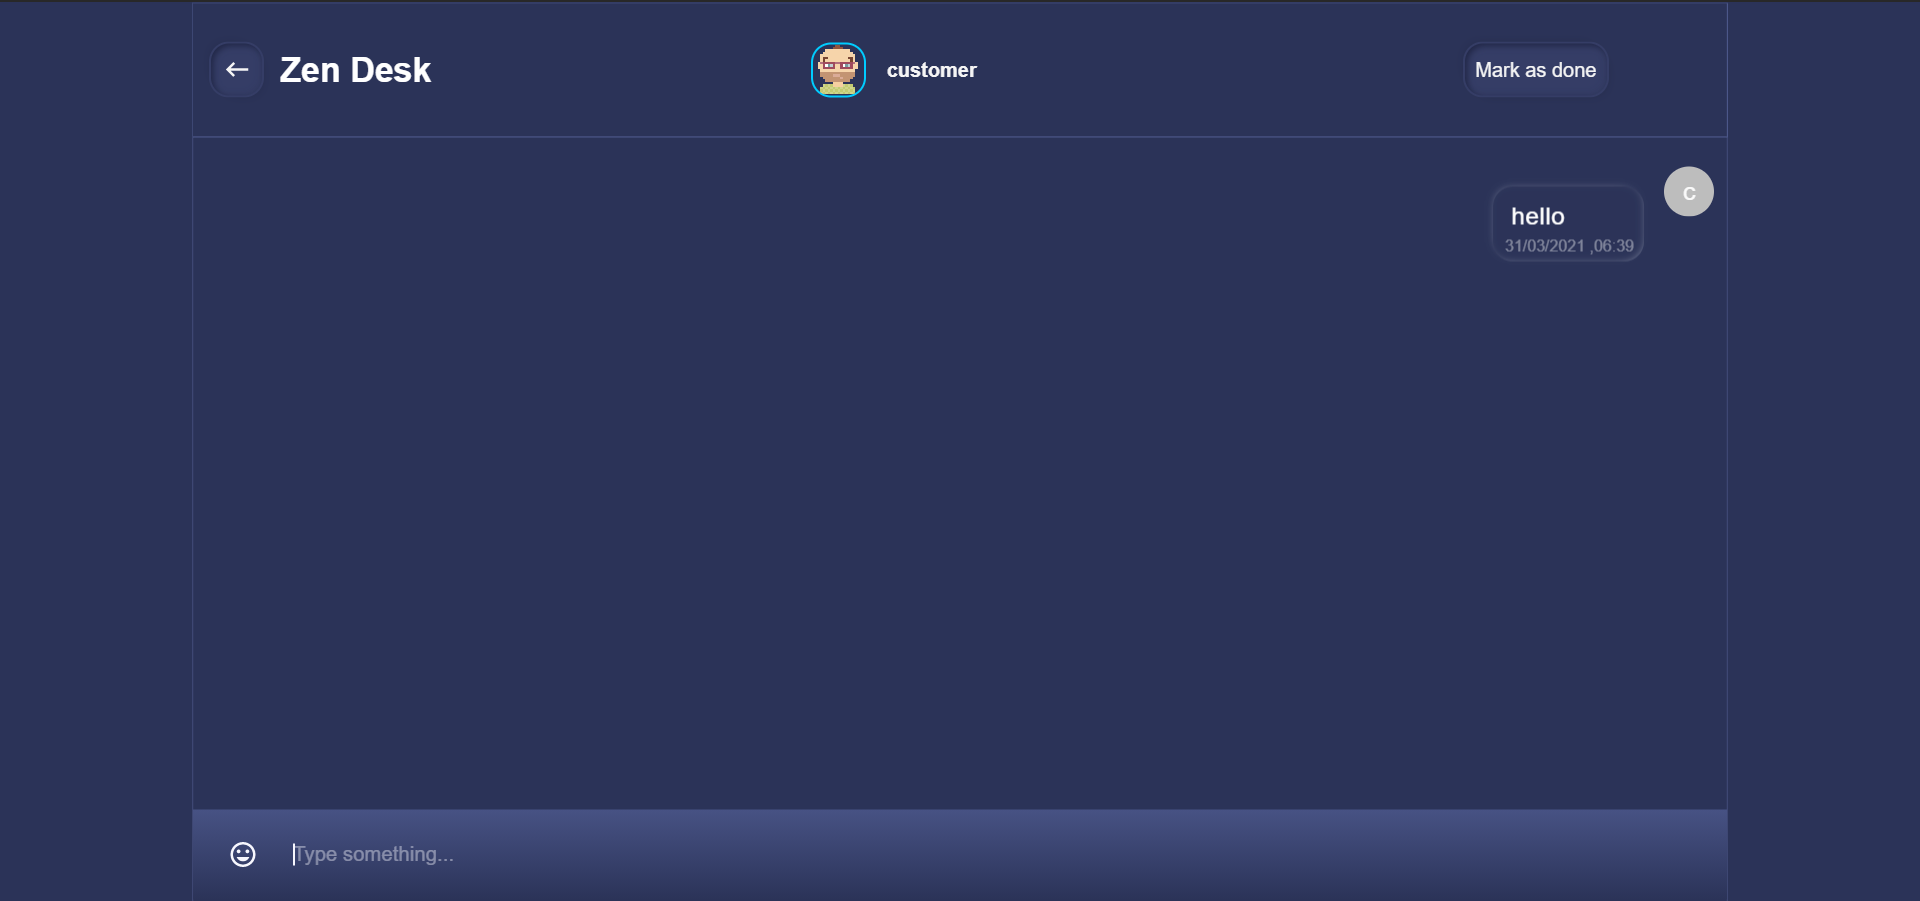 Zen Desk
customer
Mark as done
C
hello
31/03/2021 ,06:39
Type something...